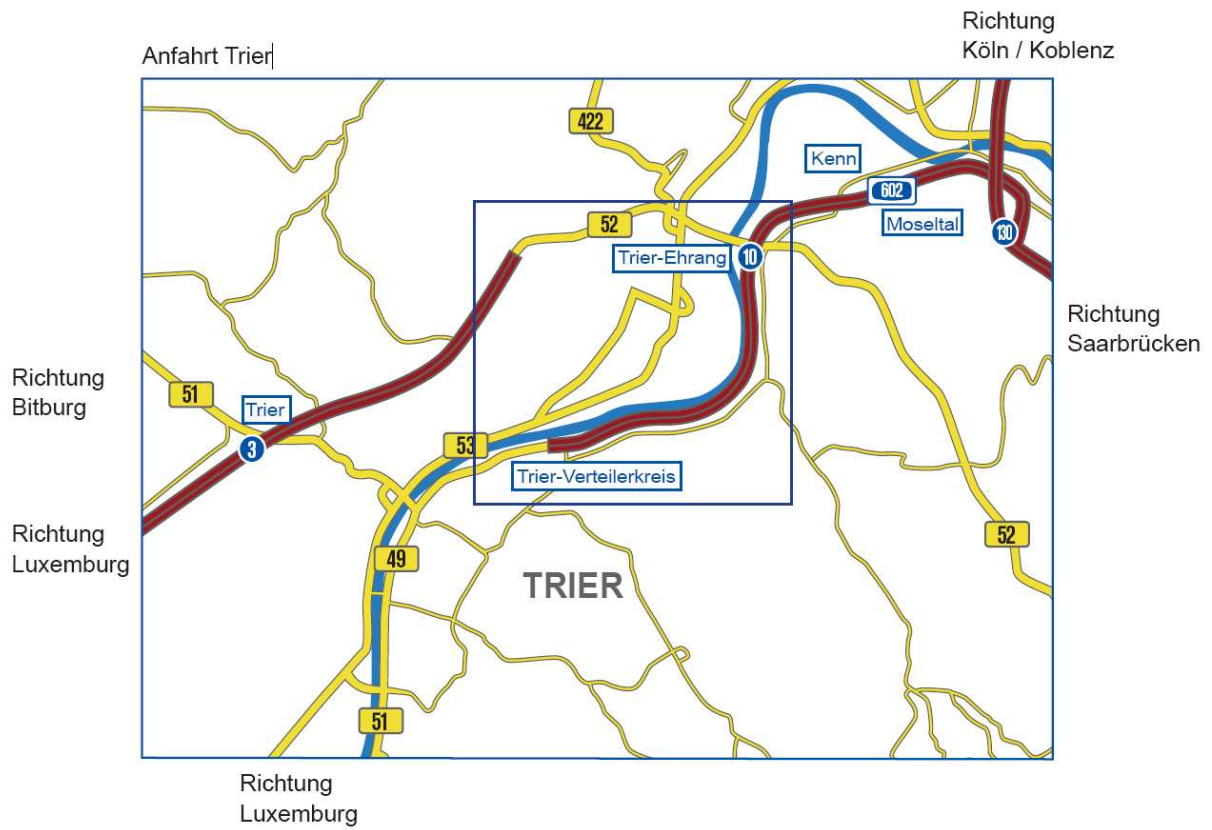 Richtung
Köln / Koblenz
Anfahrt Trier
422
Kenn
602
Moseltal
52
130
Trier-Ehrang
10
Richtung
Saarbrücken
Richtung
Bitburg
51
Trier
3
53
Trier-Verteilerkreis
Richtung
Luxemburg
49
52
TRIER
51
Richtung
Luxemburg